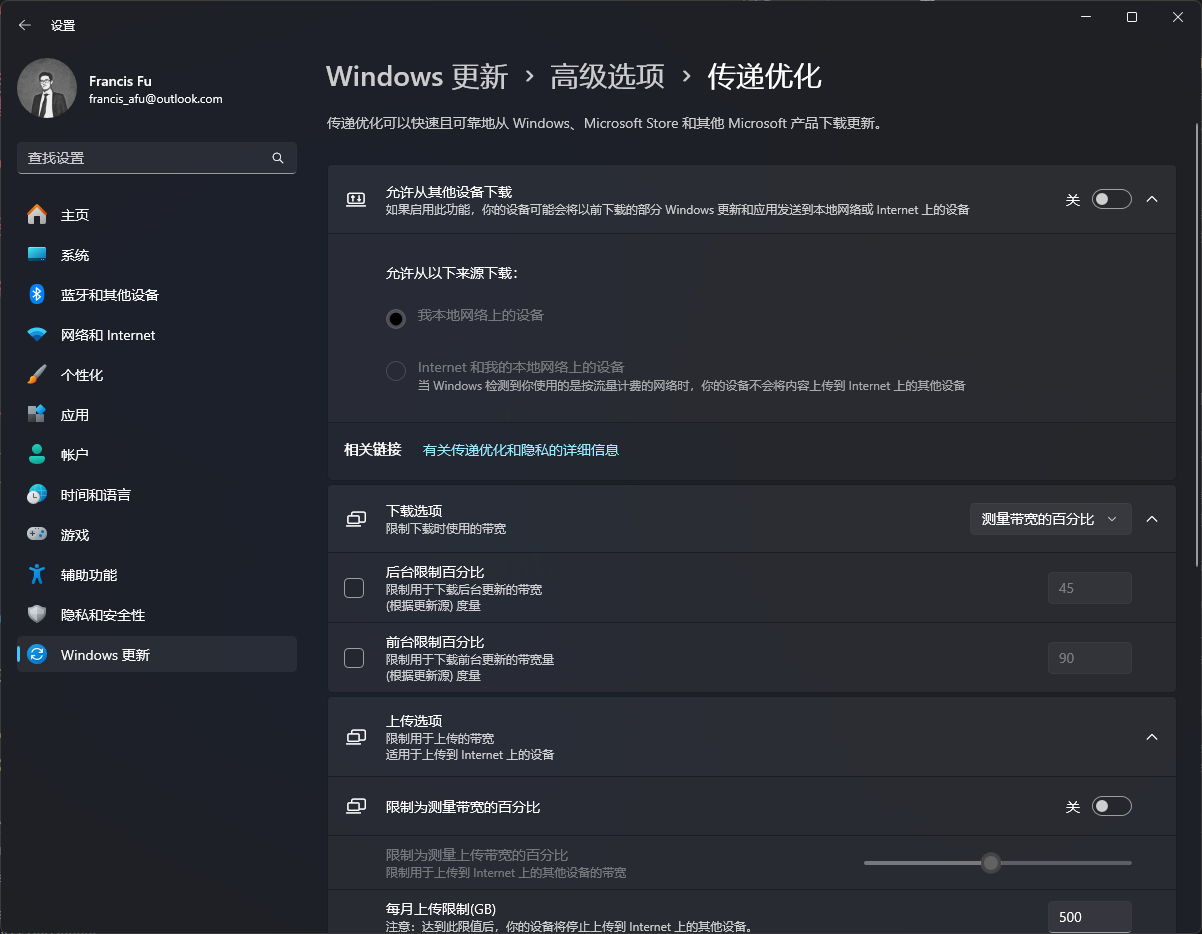 设置
Francis Fu
francis_afu@outlook.com
查找设置
主页
系统
蓝牙和其他设备
网络和 Internet
个性化
应用
帐户
时间和语言
游戏
辅助功能
隐私和安全性
Windows 更新
Windows 更新 › 高级选项 › 传递优化
传递优化可以快速且可靠地从 Windows、Microsoft Store 和其他 Microsoft 产品下载更新。
允许从其他设备下载
如果启用此功能，你的设备可能会将以前下载的部分 Windows 更新和应用发送到本地网络或 Internet 上的设备
关
允许从以下来源下载：
我本地网络上的设备
Internet 和我的本地网络上的设备
当 Windows 检测到你使用的是按流量计费的网络时，你的设备不会将内容上传到 Internet 上的其他设备
相关链接 有关传递优化和隐私的详细信息
下载选项
限制下载时使用的带宽
测量带宽的百分比
后台限制百分比
限制用于下载后台更新的带宽
(根据更新源) 度量
45
前台限制百分比
限制用于下载前台更新的带宽量
(根据更新源) 度量
90
上传选项
限制用于上传的带宽
适用于上传到 Internet 上的设备
限制为测量带宽的百分比
关
限制为测量上传带宽的百分比
限制用于上传到 Internet 上的其他设备的带宽
每月上传限制(GB)
注意：达到此限值后，你的设备将停止上传到 Internet 上的其他设备。
500